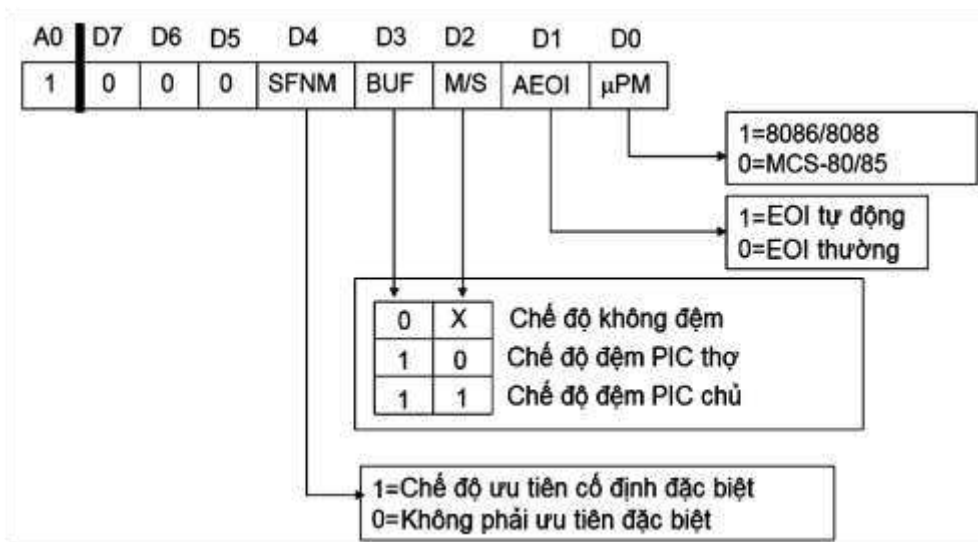 A0 D7 D6 D5 D4 D3 D2 D1 D0
1 0 0 0 SFNM BUF M/S AEOI µPM
1=8086/8088
0=MCS-80/85
1=EOI tự động
0=EOI thường
0 X Chế độ không đệm
1 0 Chế độ đệm PIC thợ
1 1 Chế độ đệm PIC chủ
1=Chế độ ưu tiên cố định đặc biệt
0=Không phải ưu tiên đặc biệt